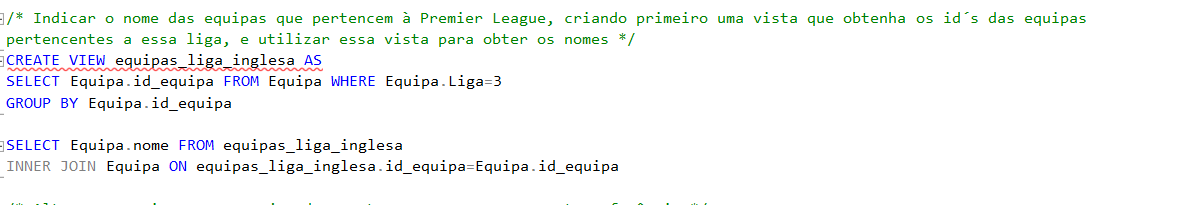 /* Indicar o nome das equipas que pertencem à Premier League, criando primeiro uma vista que obtenha os id´s das equipas
pertencentes a essa liga, e utilizar essa vista para obter os nomes */
CREATE VIEW equipas_liga_inglesa AS
SELECT Equipa.id_equipa FROM Equipa WHERE Equipa.Liga=3
GROUP BY Equipa.id_equipa
SELECT Equipa.nome FROM equipas_liga_inglesa
INNER JOIN Equipa ON equipas_liga_inglesa.id_equipa=Equipa.id_equipa